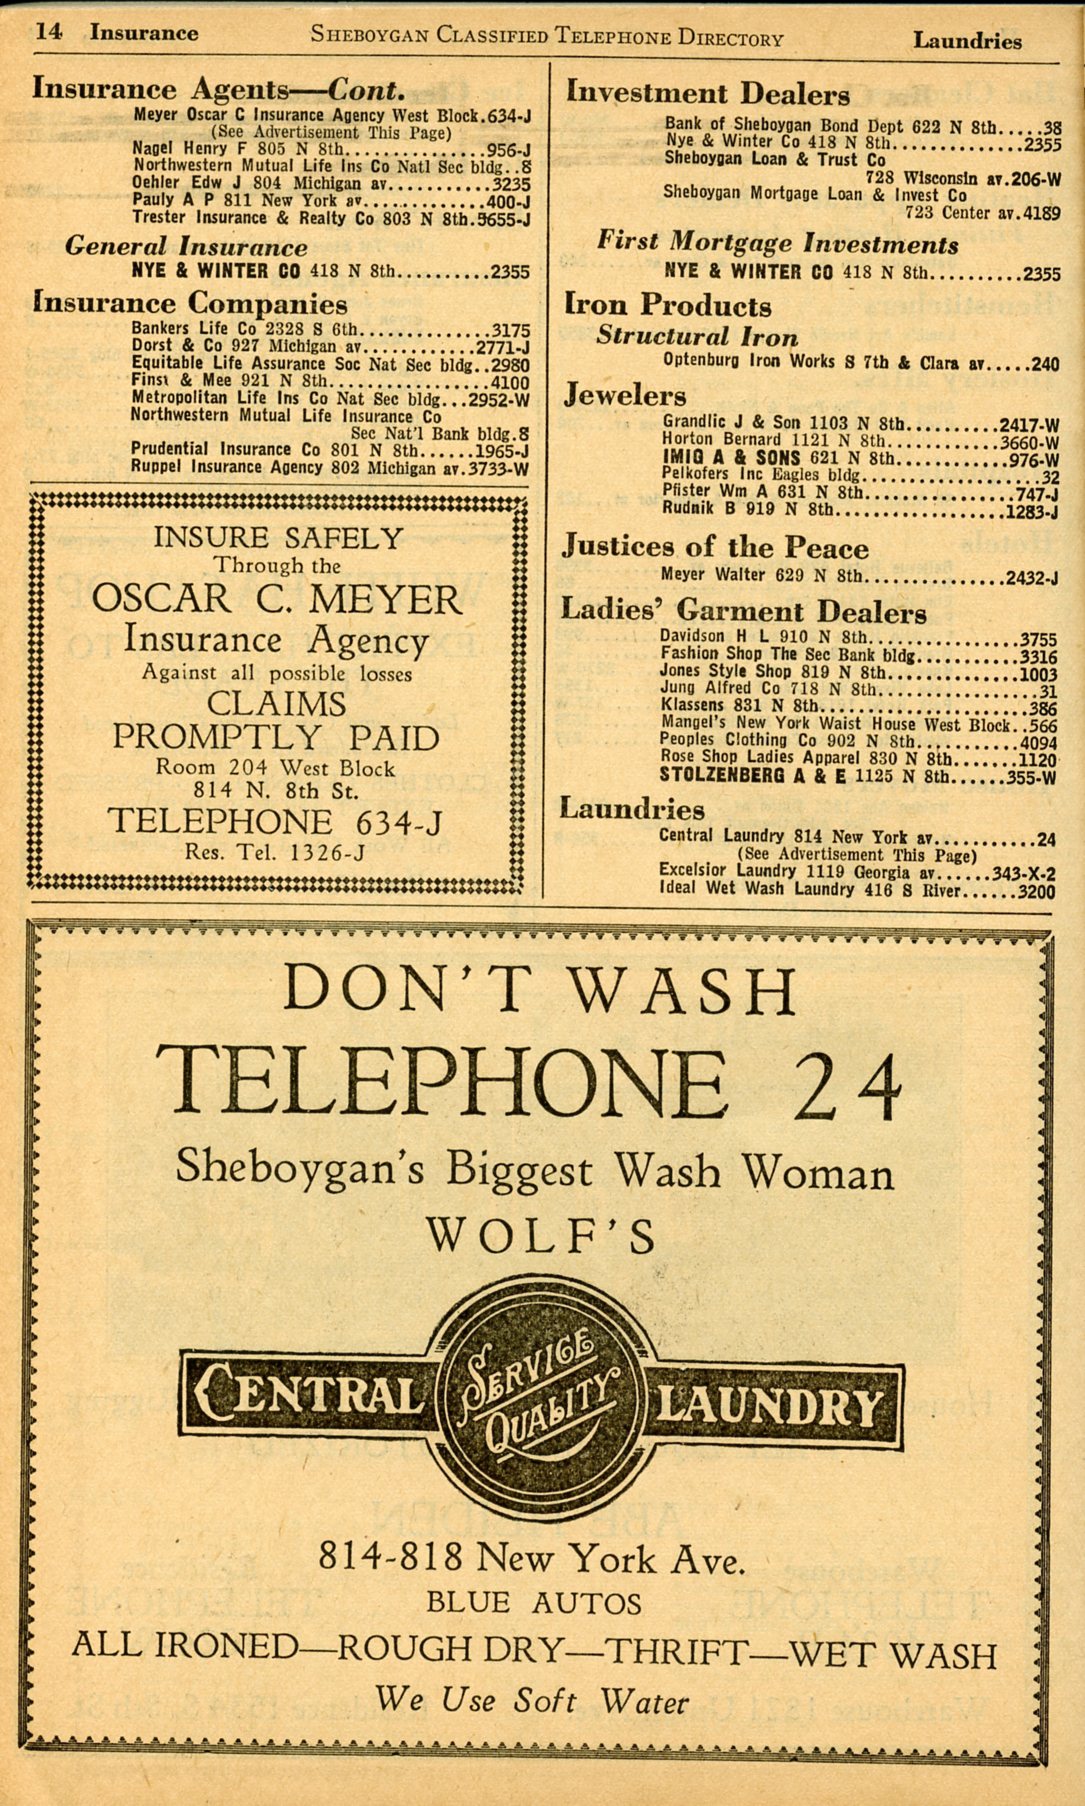 14 Insurance
SHEBOYGAN CLASSIFIED TELEPHONE DIRECTORY
Laundries
Insurance Agents—Cont.
Meyer Oscar C Insurance Agency West Block.634-J
(See Advertisement This Page)
Nagel Henry F 805 N 8th...............956-J
Northwestern Mutual Life Ins Co Natl Sec bldg..8
Oehler Edw J 804 Michigan av...........3235
Pauly A P 811 New York av.............400-J
Trester Insurance & Realty Co 803 N 8th.5655-J
General Insurance
NYE & WINTER CO 418 N 8th..........2355
Insurance Companies
Bankers Life Co 2328 S 6th..............3175
Dorst & Co 927 Michigan av............2771-J
Equitable Life Assurance Soc Nat Sec bldg..2980
Finst & Mee 921 N 8th.................4100
Metropolitan Life Ins Co Nat Sec bldg...2952-W
Northwestern Mutual Life Insurance Co
Sec Nat'l Bank bldg.8
Prudential Insurance Co 801 N 8th......1965-J
Ruppel Insurance Agency 802 Michigan av.3733-W
INSURE SAFELY
Through the
OSCAR C. MEYER
Insurance Agency
Against all possible losses
CLAIMS
PROMPTLY PAID
Room 204 West Block
814 N. 8th St.
TELEPHONE 634-J
Res. Tel. 1326-J
Investment Dealers
Bank of Sheboygan Bond Dept 622 N 8th.....38
Nye & Winter Co 418 N 8th..............2355
Sheboygan Loan & Trust Co
728 Wisconsin av.206-W
Sheboygan Mortgage Loan & Invest Co
723 Center av.4189
First Mortgage Investments
NYE & WINTER CO 418 N 8th..........2355
Iron Products
Structural Iron
Optenburg Iron Works S 7th & Clara av.....240
Jewelers
Grandlic J & Son 1103 N 8th..........2417-W
Horton Bernard 1121 N 8th............3660-W
IMIG A & SONS 621 N 8th............976-W
Pelkofers Inc Eagles bldg...................32
Pfister Wm A 631 N 8th................747-J
Rudnik B 919 N 8th..................1283-J
Justices of the Peace
Meyer Walter 629 N 8th...............2432-J
Ladies' Garment Dealers
Davidson H L 910 N 8th................3755
Fashion Shop The Sec Bank bldg...........3316
Jones Style Shop 819 N 8th..............1003
Jung Alfred Co 718 N 8th.................31
Klassens 831 N 8th......................386
Mangel's New York Waist House West Block..566
Peoples Clothing Co 902 N 8th...........4094
Rose Shop Ladies Apparel 830 N 8th.......1120
STOLZENBERG A & E 1125 N 8th......355-W
Laundries
Central Laundry 814 New York av...........24
(See Advertisement This Page)
Excelsior Laundry 1119 Georgia av......343-X-2
Ideal Wet Wash Laundry 416 S River......3200
DON'T WASH
TELEPHONE 24
Sheboygan's Biggest Wash Woman
WOLF'S
CENTRAL SERVICE QUALITY LAUNDRY
814-818 New York Ave.
BLUE AUTOS
ALL IRONED—ROUGH DRY—THRIFT—WET WASH
We Use Soft Water